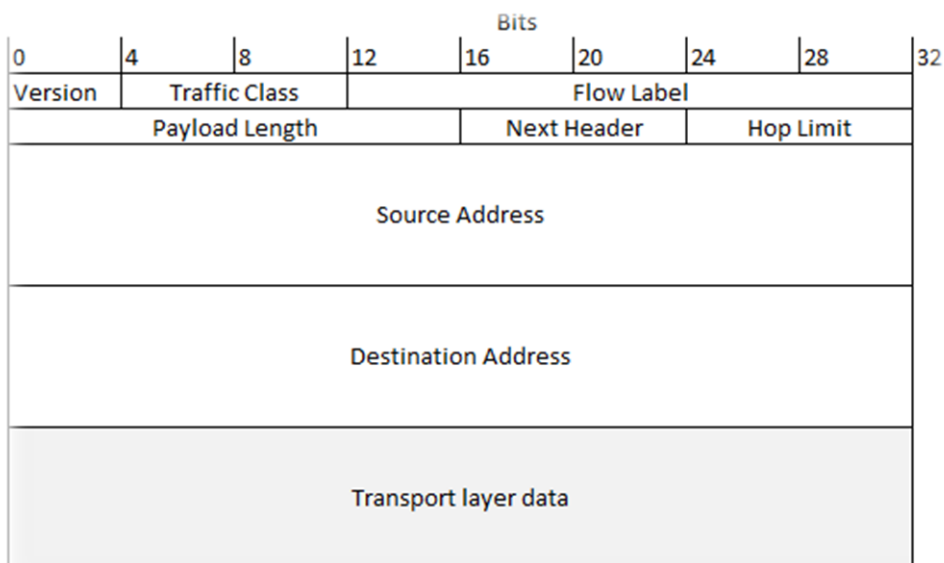 Bits
0 4 8 12 16 20 24 28 32
Version Traffic Class Flow Label
Payload Length Next Header Hop Limit
Source Address
Destination Address
Transport layer data